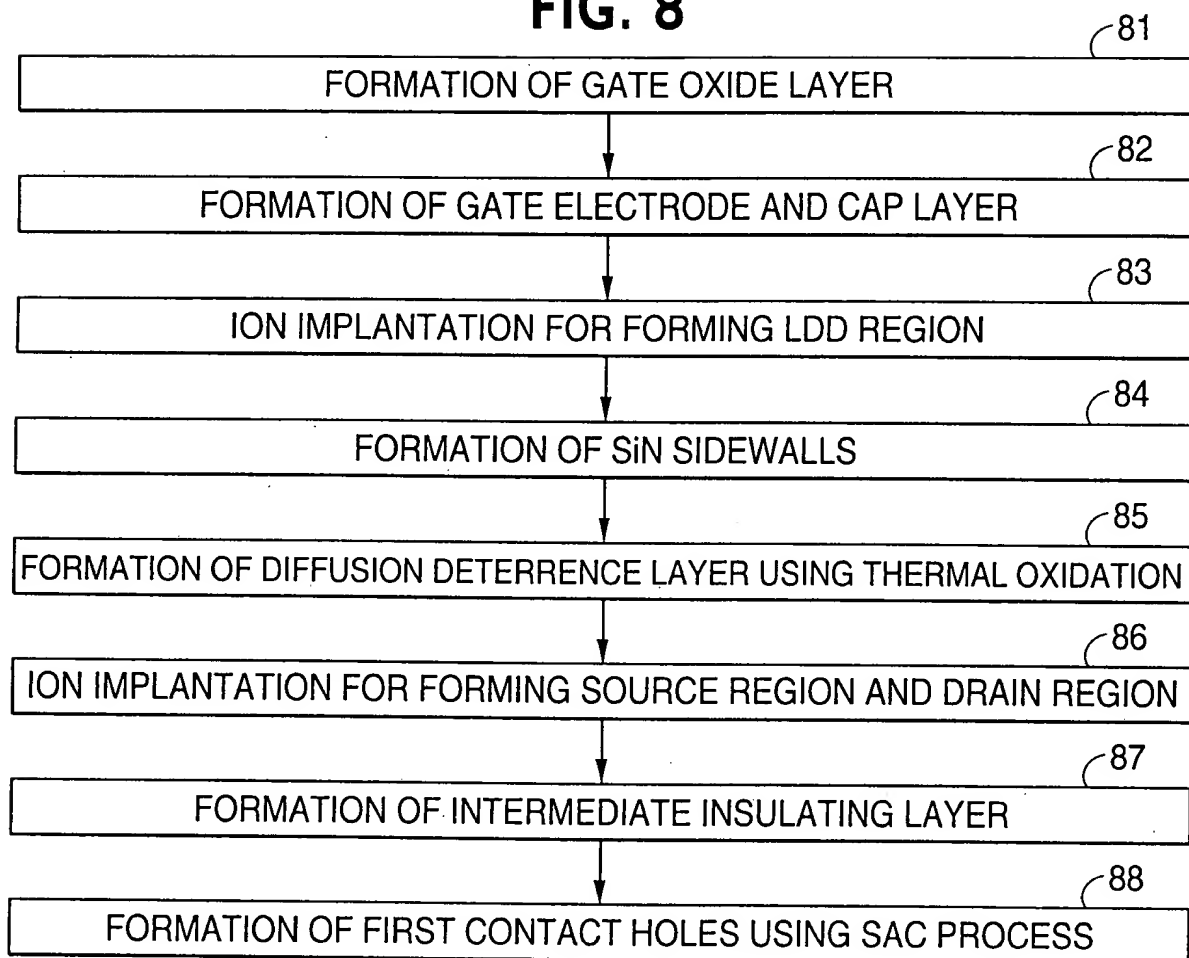 FIG. 8
81
FORMATION OF GATE OXIDE LAYER
82
FORMATION OF GATE ELECTRODE AND CAP LAYER
83
ION IMPLANTATION FOR FORMING LDD REGION
84
FORMATION OF SiN SIDEWALLS
85
FORMATION OF DIFFUSION DETERRENCE LAYER USING THERMAL OXIDATION
86
ION IMPLANTATION FOR FORMING SOURCE REGION AND DRAIN REGION
87
FORMATION OF INTERMEDIATE INSULATING LAYER
88
FORMATION OF FIRST CONTACT HOLES USING SAC PROCESS